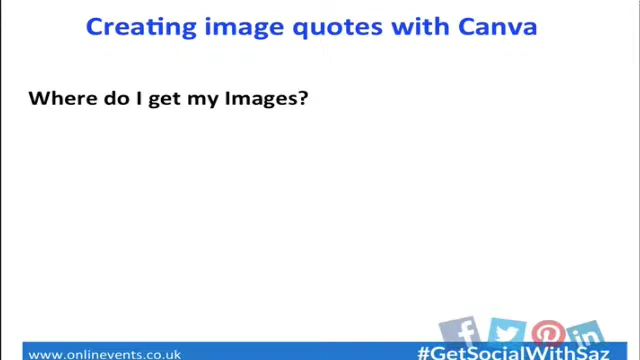 Creating image quotes with Canva
Where do I get my Images?
www.onlinevents.co.uk
#GetSocialWithSaz